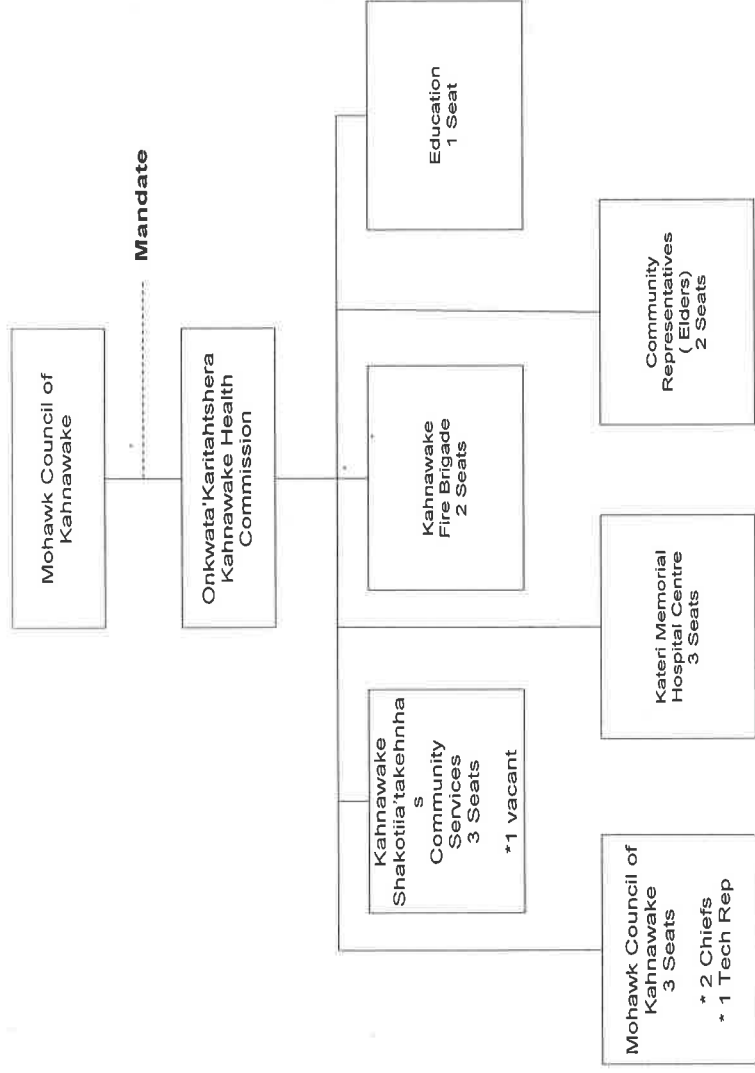 Mohawk Council of
Kahnawake
Mandate
Onkwata'Karitahtshera
Kahnawake Health
Commission
Kahnawake
Shakotiia'takehnha
s
Community
Services
3 Seats
*1 vacant
Kahnawake
Fire Brigade
2 Seats
Education
1 Seat
Mohawk Council of
Kahnawake
3 Seats
* 2 Chiefs
* 1 Tech Rep
Kateri Memorial
Hospital Centre
3 Seats
Community
Representatives
( Elders)
2 Seats